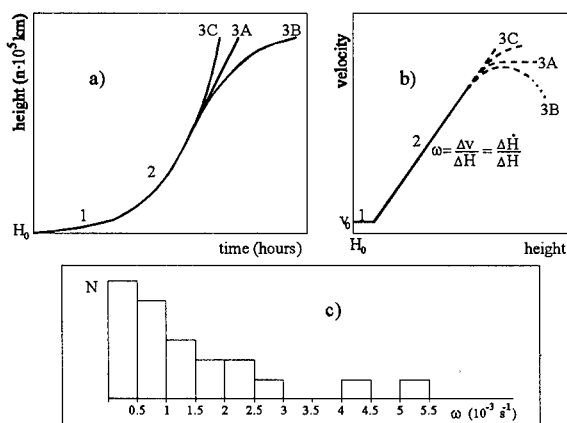 height (n·10⁵km)
a)
1
2
3C
3A
3B
H₀
time (hours)
velocity
b)
3C
3A
3B
2
ω=Δv/ΔH=ΔḢ/ΔH
v₀
1
H₀
height
N
c)
0.5 1 1.5 2 2.5 3 3.5 4 4.5 5 5.5 ω (10⁻³ s⁻¹)